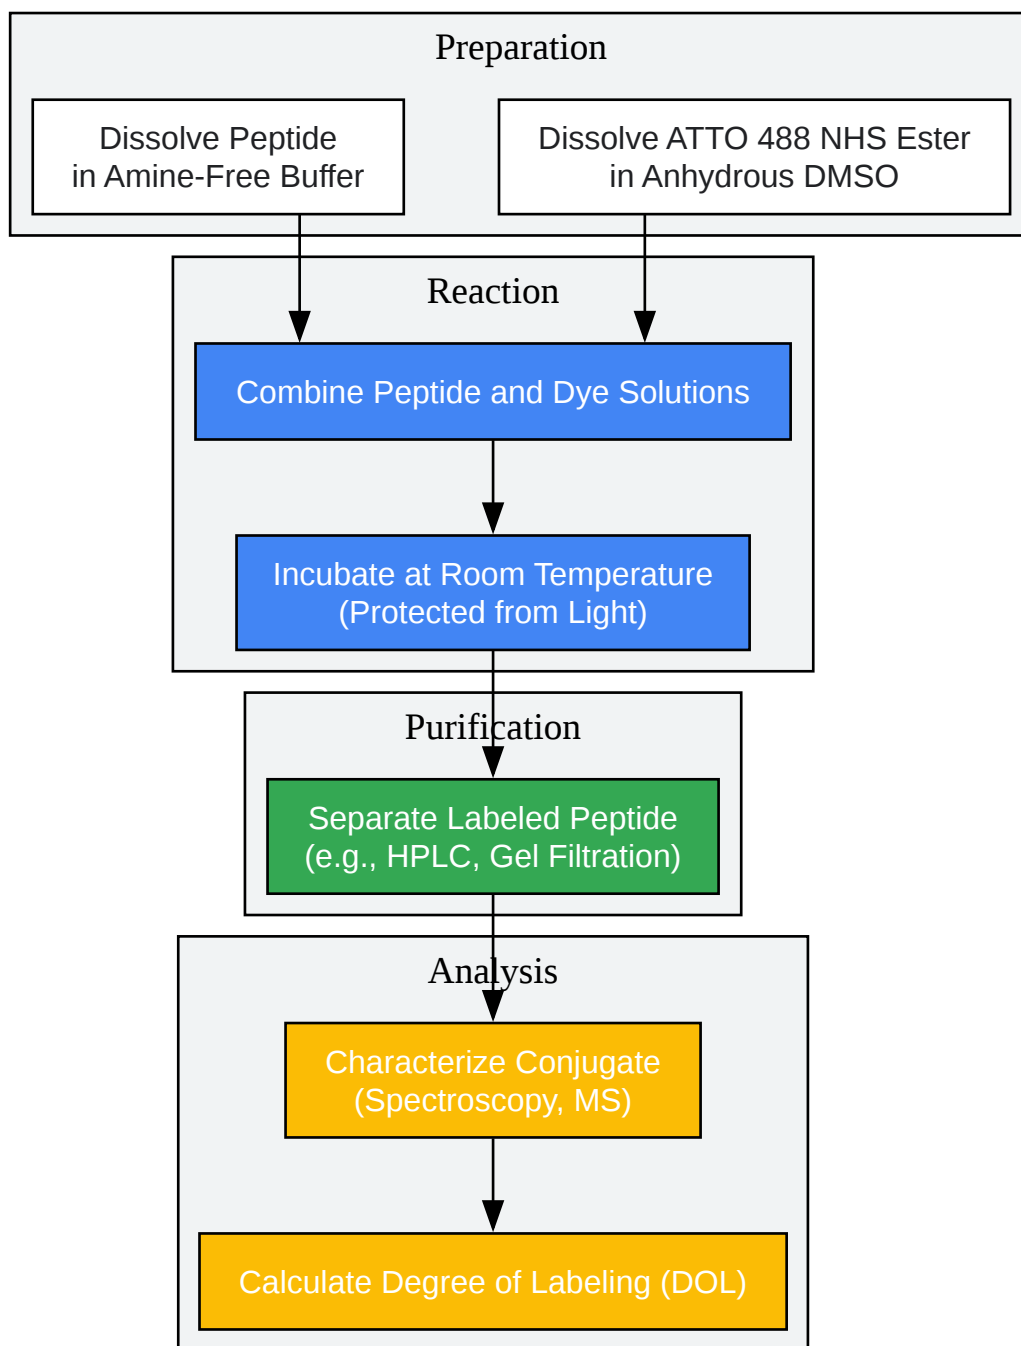 Preparation
Dissolve Peptide
in Amine-Free Buffer
Dissolve ATTO 488 NHS Ester
in Anhydrous DMSO
Reaction
Combine Peptide and Dye Solutions
Incubate at Room Temperature
(Protected from Light)
Purification
Separate Labeled Peptide
(e.g., HPLC, Gel Filtration)
Analysis
Characterize Conjugate
(Spectroscopy, MS)
Calculate Degree of Labeling (DOL)